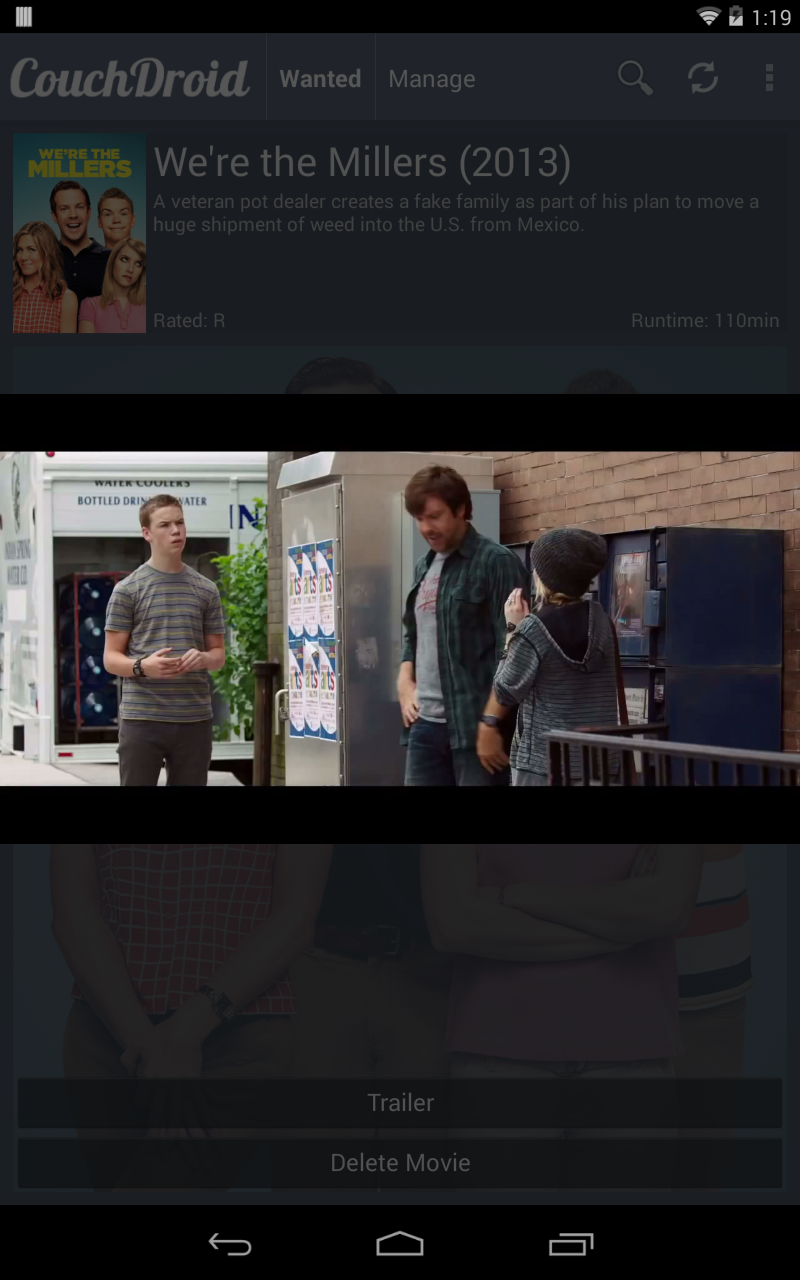 1:19
CouchDroid
Wanted
Manage
WE'RE THE
MILLERS
We're the Millers (2013)
A veteran pot dealer creates a fake family as part of his plan to move a
huge shipment of weed into the U.S. from Mexico.
Rated: R
Runtime: 110min
WATER COOLERS
BOTTLED DRINKING WATER
IN
Trailer
Delete Movie